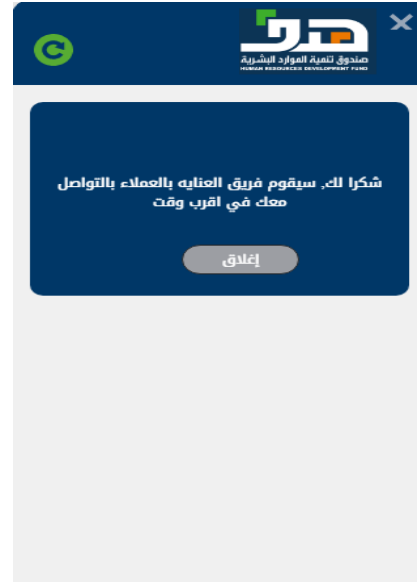 هدف
صندوق تنمية الموارد البشرية
HUMAN RESOURCES DEVELOPMENT FUND
شكرا لك, سيقوم فريق العنايه بالعملاء بالتواصل
معك في اقرب وقت
إغلاق